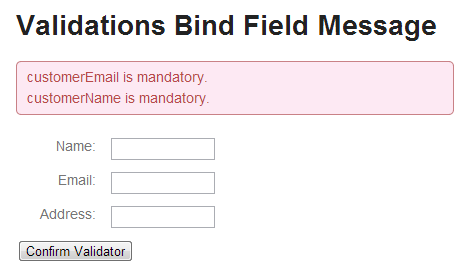 Validations Bind Field Message
customerEmail is mandatory.
customerName is mandatory.
Name:
Email:
Address:
Confirm Validator